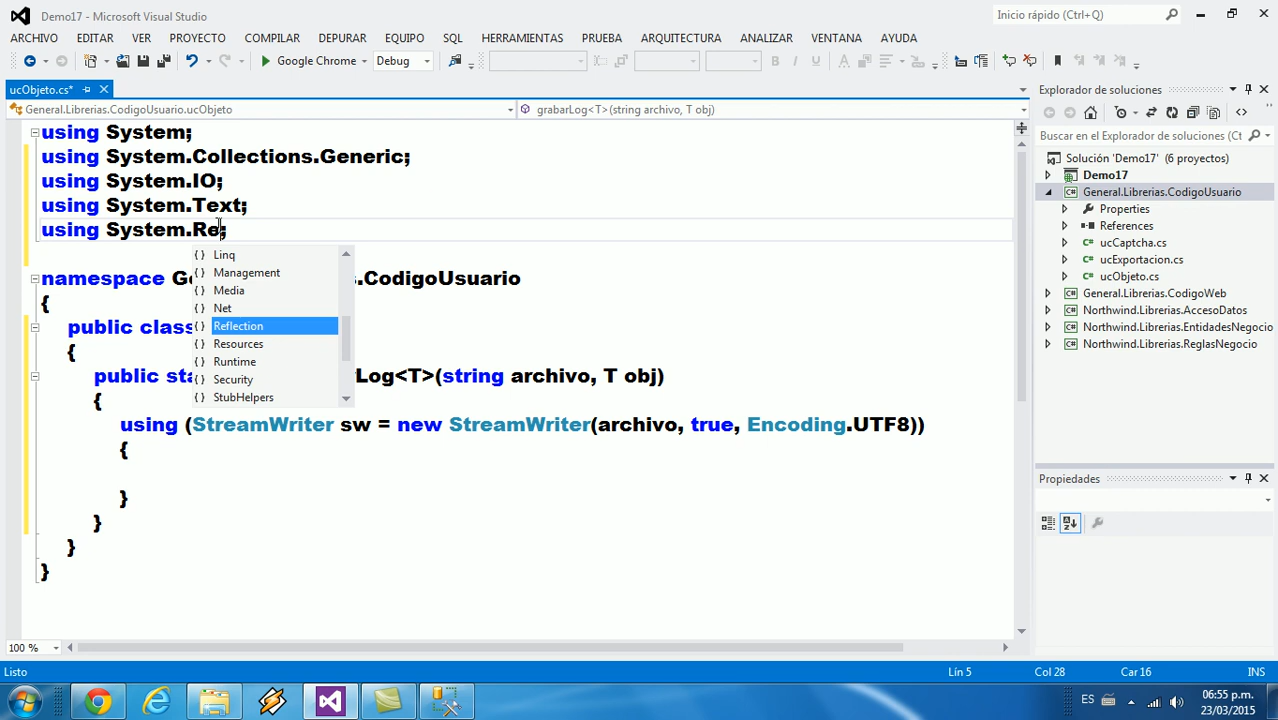 Demo17 - Microsoft Visual Studio
Inicio rápido (Ctrl+Q)
ARCHIVO EDITAR VER PROYECTO COMPILAR DEPURAR EQUIPO SQL HERRAMIENTAS PRUEBA ARQUITECTURA ANALIZAR VENTANA AYUDA
Google Chrome Debug
ucObjeto.cs*
Explorador de soluciones
General.Librerias.CodigoUsuario.ucObjeto
grabarLog<T>(string archivo, T obj)
using System;
using System.Collections.Generic;
using System.IO;
using System.Text;
using System.Re;
{ } Linq
{ } Management
{ } Media
{ } Net
{ } Reflection
{ } Resources
{ } Runtime
{ } Security
{ } StubHelpers
namespace Ge s.CodigoUsuario
{
public class
{
public sta rLog<T>(string archivo, T obj)
{
using (StreamWriter sw = new StreamWriter(archivo, true, Encoding.UTF8))
{
}
}
}
}
Buscar en el Explorador de soluciones (Ct
Solución 'Demo17' (6 proyectos)
Demo17
General.Librerias.CodigoUsuario
Properties
References
ucCaptcha.cs
ucExportacion.cs
ucObjeto.cs
General.Librerias.CodigoWeb
Northwind.Librerias.AccesoDatos
Northwind.Librerias.EntidadesNegocio
Northwind.Librerias.ReglasNegocio
Propiedades
100 %
Listo Lín 5 Col 28 Car 16 INS
ES
06:55 p.m.
23/03/2015